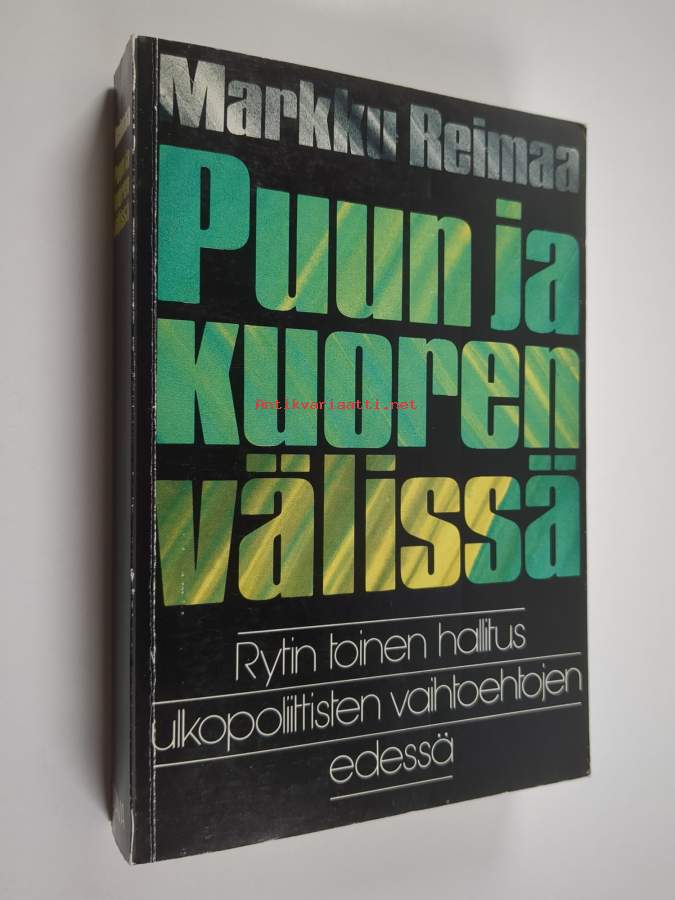 Markku Reimaa
Puun ja
kuoren
välissä
Antikvariaatti.net
Rytin toinen hallitus
ulkopoliittisten vaihtoehtojen
edessä